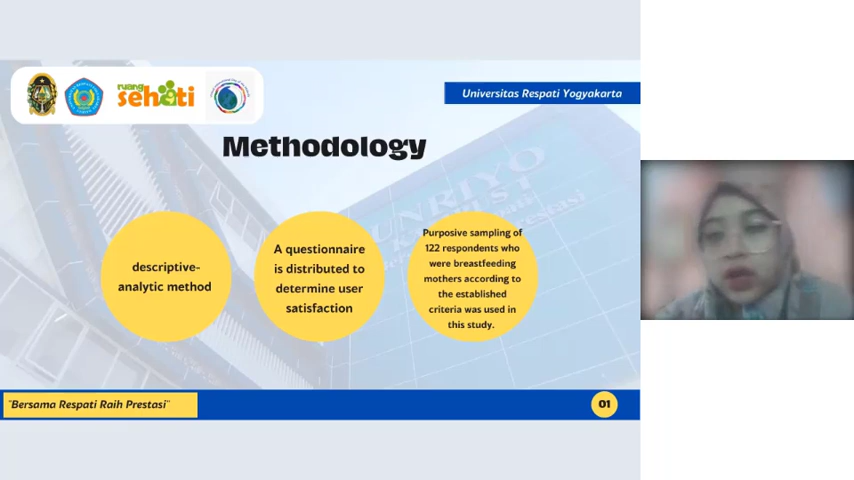 ruang
sehati
Universitas Respati Yogyakarta
Methodology
descriptive-
analytic method
A questionnaire
is distributed to
determine user
satisfaction
Purposive sampling of
122 respondents who
were breastfeeding
mothers according to
the established
criteria was used in
this study.
UNRIYO
"Bersama Respati Raih Prestasi"
01